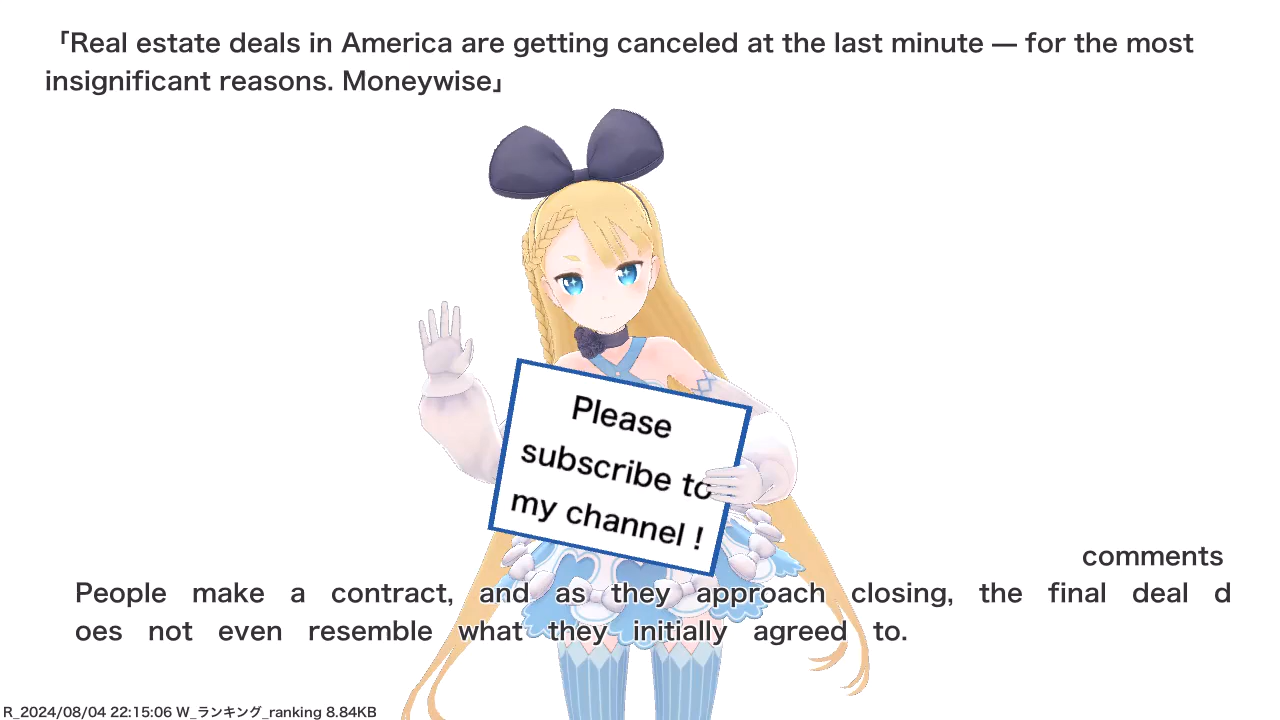 「Real estate deals in America are getting canceled at the last minute — for the most
insignificant reasons. Moneywise」
Please
subscribe to
my channel !
comments
People make a contract, and as they approach closing, the final deal d
oes not even resemble what they initially agreed to.
R_2024/08/04 22:15:06 W_ランキング_ranking 8.84KB